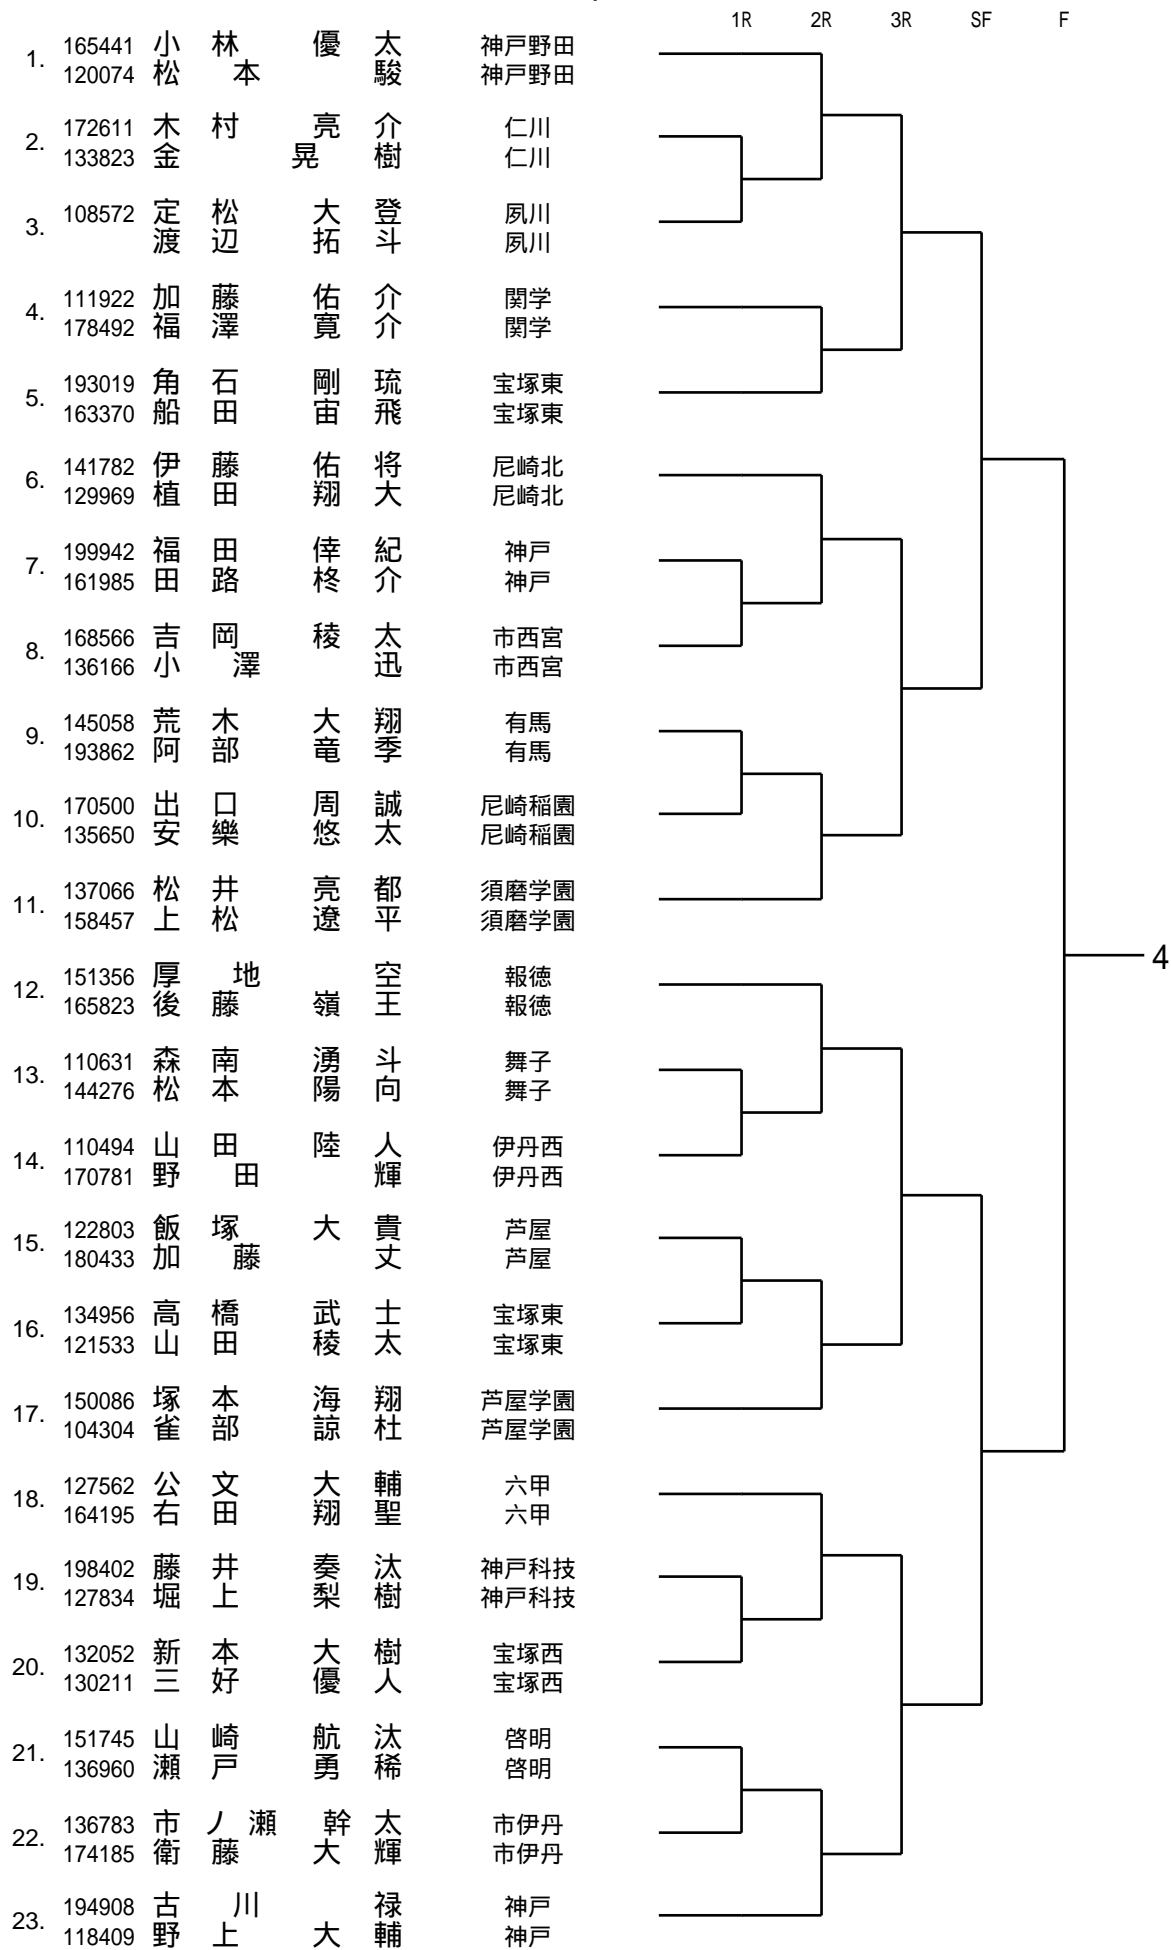 1R 2R 3R SF F
1. 165441 小林 優太 神戸野田
120074 松本 駿 神戸野田
2. 172611 木村 亮介 仁川
133823 金 晃樹 仁川
3. 108572 定松 大登 夙川
渡辺 拓斗 夙川
4. 111922 加藤 佑介 関学
178492 福澤 寛介 関学
5. 193019 角石 剛琉 宝塚東
163370 船田 宙飛 宝塚東
6. 141782 伊藤 佑将 尼崎北
129969 植田 翔大 尼崎北
7. 199942 福田 倖紀 神戸
161985 田路 柊介 神戸
8. 168566 吉岡 稜太 市西宮
136166 小澤 迅 市西宮
9. 145058 荒木 大翔 有馬
193862 阿部 竜季 有馬
10. 170500 出口 周誠 尼崎稲園
135650 安樂 悠太 尼崎稲園
11. 137066 松井 亮都 須磨学園
158457 上松 遼平 須磨学園
4
12. 151356 厚地 空 報徳
165823 後藤 嶺王 報徳
13. 110631 森南 湧斗 舞子
144276 松本 陽向 舞子
14. 110494 山田 陸人 伊丹西
170781 野田 輝 伊丹西
15. 122803 飯塚 大貴 芦屋
180433 加藤 丈 芦屋
16. 134956 高橋 武士 宝塚東
121533 山田 稜太 宝塚東
17. 150086 塚本 海翔 芦屋学園
104304 雀部 諒杜 芦屋学園
18. 127562 公文 大輔 六甲
164195 右田 翔聖 六甲
19. 198402 藤井 奏汰 神戸科技
127834 堀上 梨樹 神戸科技
20. 132052 新本 大樹 宝塚西
130211 三好 優人 宝塚西
21. 151745 山崎 航汰 啓明
136960 瀬戸 勇稀 啓明
22. 136783 市ノ瀬 幹太 市伊丹
174185 衛藤 大輝 市伊丹
23. 194908 古川 禄 神戸
118409 野上 大輔 神戸